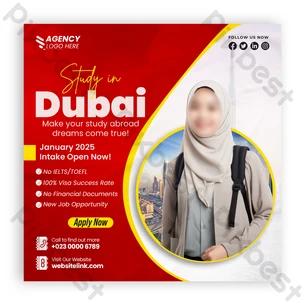 AGENCY
LOGO HERE
FOLLOW US NOW
Study in
Dubai
Make your study abroad
dreams come true!
January 2025
Intake Open Now!
No IELTS/TOEFL
100% Visa Success Rate
No Financial Documents
New Job Opportunity
Apply Now
Call to find out more
+023 0000 6789
Visit Our Website
websitelink.com